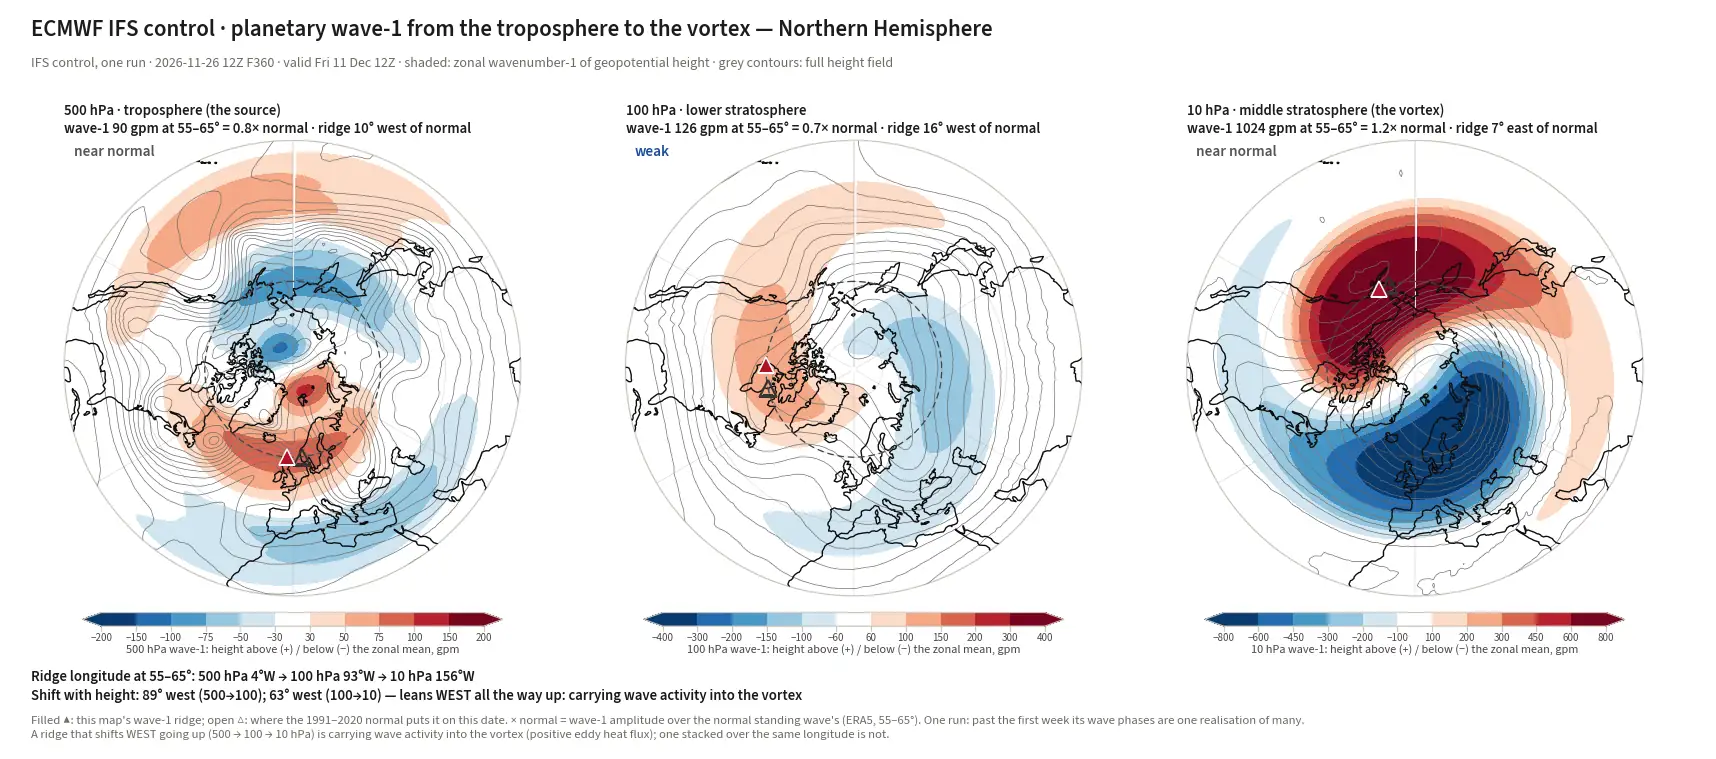 ECMWF IFS control · planetary wave-1 from the troposphere to the vortex — Northern Hemisphere
IFS control, one run · 2026-11-26 12Z F360 · valid Fri 11 Dec 12Z · shaded: zonal wavenumber-1 of geopotential height · grey contours: full height field
500 hPa · troposphere (the source)
wave-1 90 gpm at 55–65° = 0.8× normal · ridge 10° west of normal
near normal
100 hPa · lower stratosphere
wave-1 126 gpm at 55–65° = 0.7× normal · ridge 16° west of normal
weak
10 hPa · middle stratosphere (the vortex)
wave-1 1024 gpm at 55–65° = 1.2× normal · ridge 7° east of normal
near normal
−200 −150 −100 −75 −50 −30 30 50 75 100 150 200
500 hPa wave-1: height above (+) / below (−) the zonal mean, gpm
−400 −300 −200 −150 −100 −60 60 100 150 200 300 400
100 hPa wave-1: height above (+) / below (−) the zonal mean, gpm
−800 −600 −450 −300 −200 −100 100 200 300 450 600 800
10 hPa wave-1: height above (+) / below (−) the zonal mean, gpm
Ridge longitude at 55–65°: 500 hPa 4°W → 100 hPa 93°W → 10 hPa 156°W
Shift with height: 89° west (500→100); 63° west (100→10) — leans WEST all the way up: carrying wave activity into the vortex
Filled ▲: this map's wave-1 ridge; open △: where the 1991–2020 normal puts it on this date. × normal = wave-1 amplitude over the normal standing wave's (ERA5, 55–65°). One run: past the first week its wave phases are one realisation of many.
A ridge that shifts WEST going up (500 → 100 → 10 hPa) is carrying wave activity into the vortex (positive eddy heat flux); one stacked over the same longitude is not.